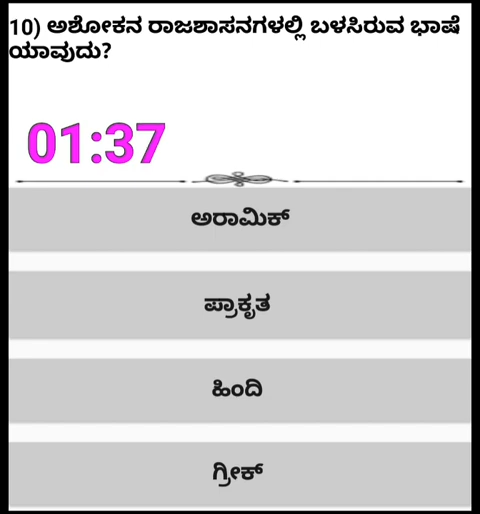 10) ಅಶೋಕನ ರಾಜಶಾಸನಗಳಲ್ಲಿ ಬಳಸಿರುವ ಭಾಷೆ
ಯಾವುದು?
01:37
ಅರಾಮಿಕ್
ಪ್ರಾಕೃತ
ಹಿಂದಿ
ಗ್ರೀಕ್